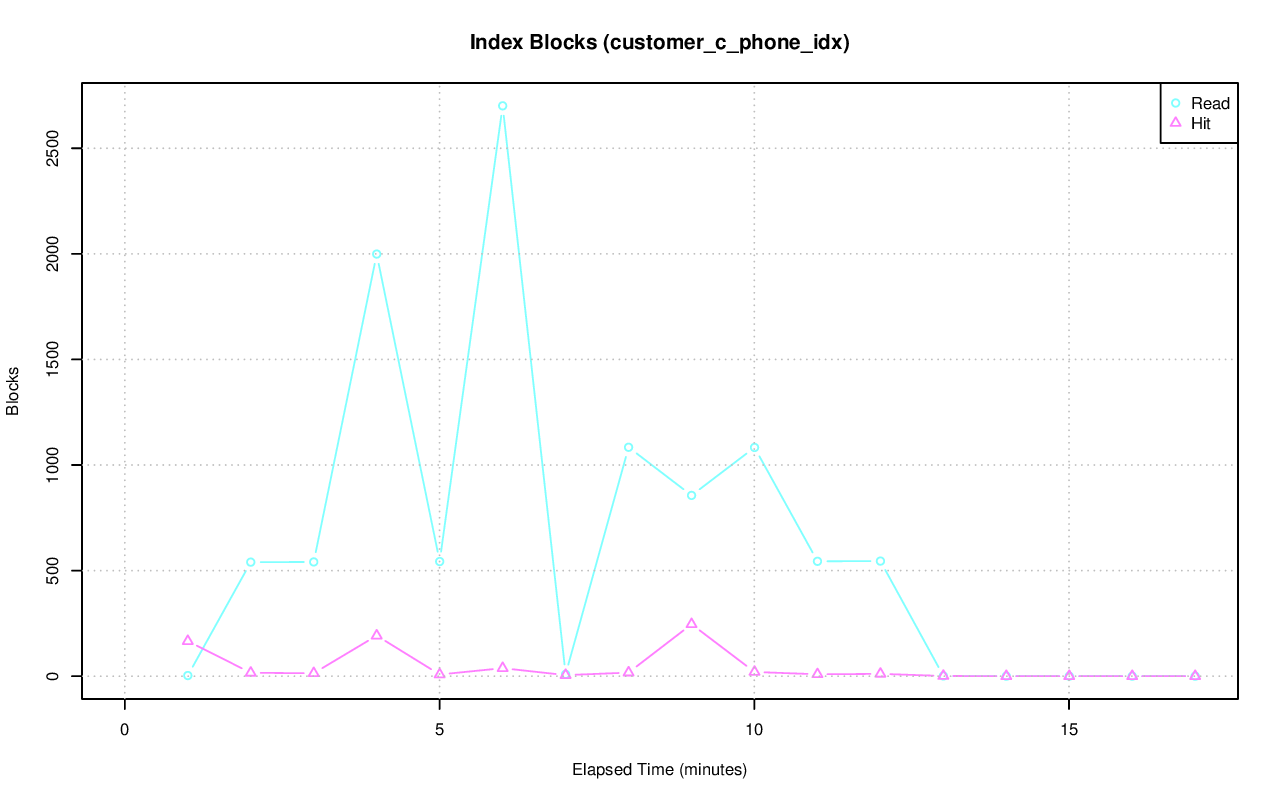 Index Blocks (customer_c_phone_idx)
Read
Hit
Blocks
2500
2000
1500
1000
500
0
0 5 10 15
Elapsed Time (minutes)